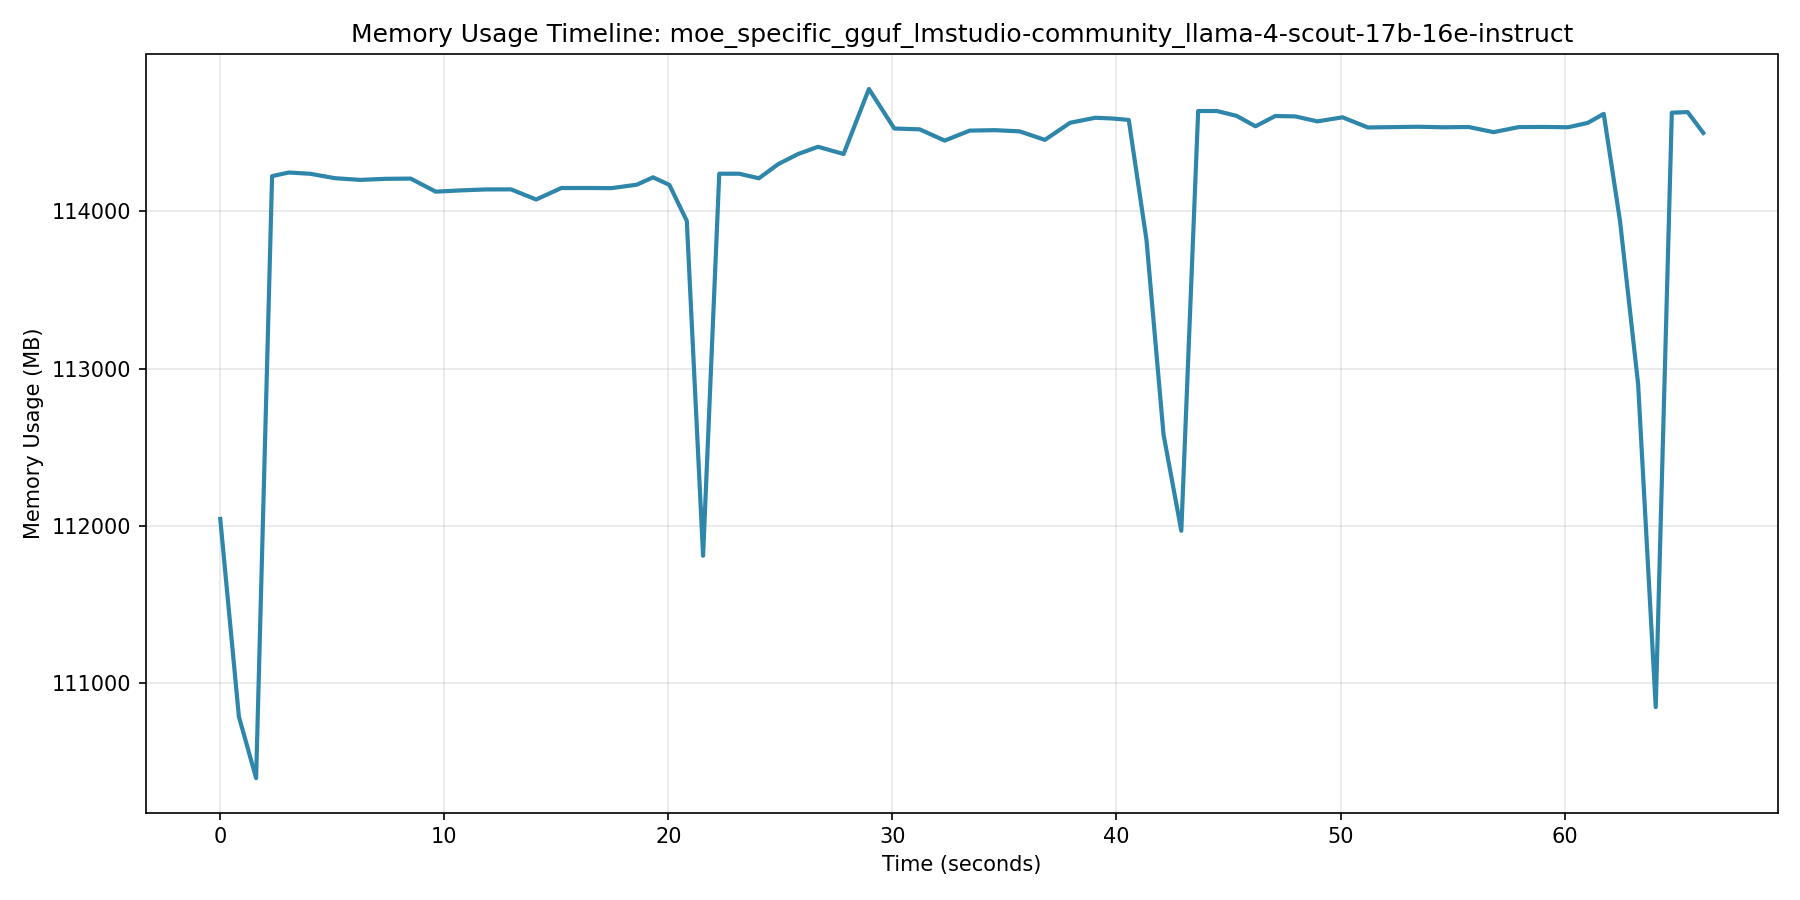 Memory Usage Timeline: moe_specific_gguf_lmstudio-community_llama-4-scout-17b-16e-instruct
Memory Usage (MB)
114000
113000
112000
111000
0 10 20 30 40 50 60
Time (seconds)